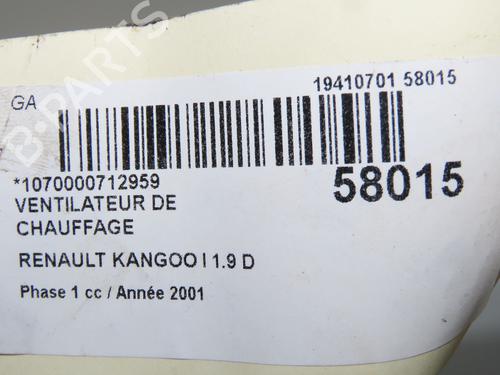 GA
19410701 58015
*1070000712959
58015
VENTILATEUR DE
CHAUFFAGE
RENAULT KANGOO I 1.9 D
Phase 1 cc / Année 2001
B-PARTS